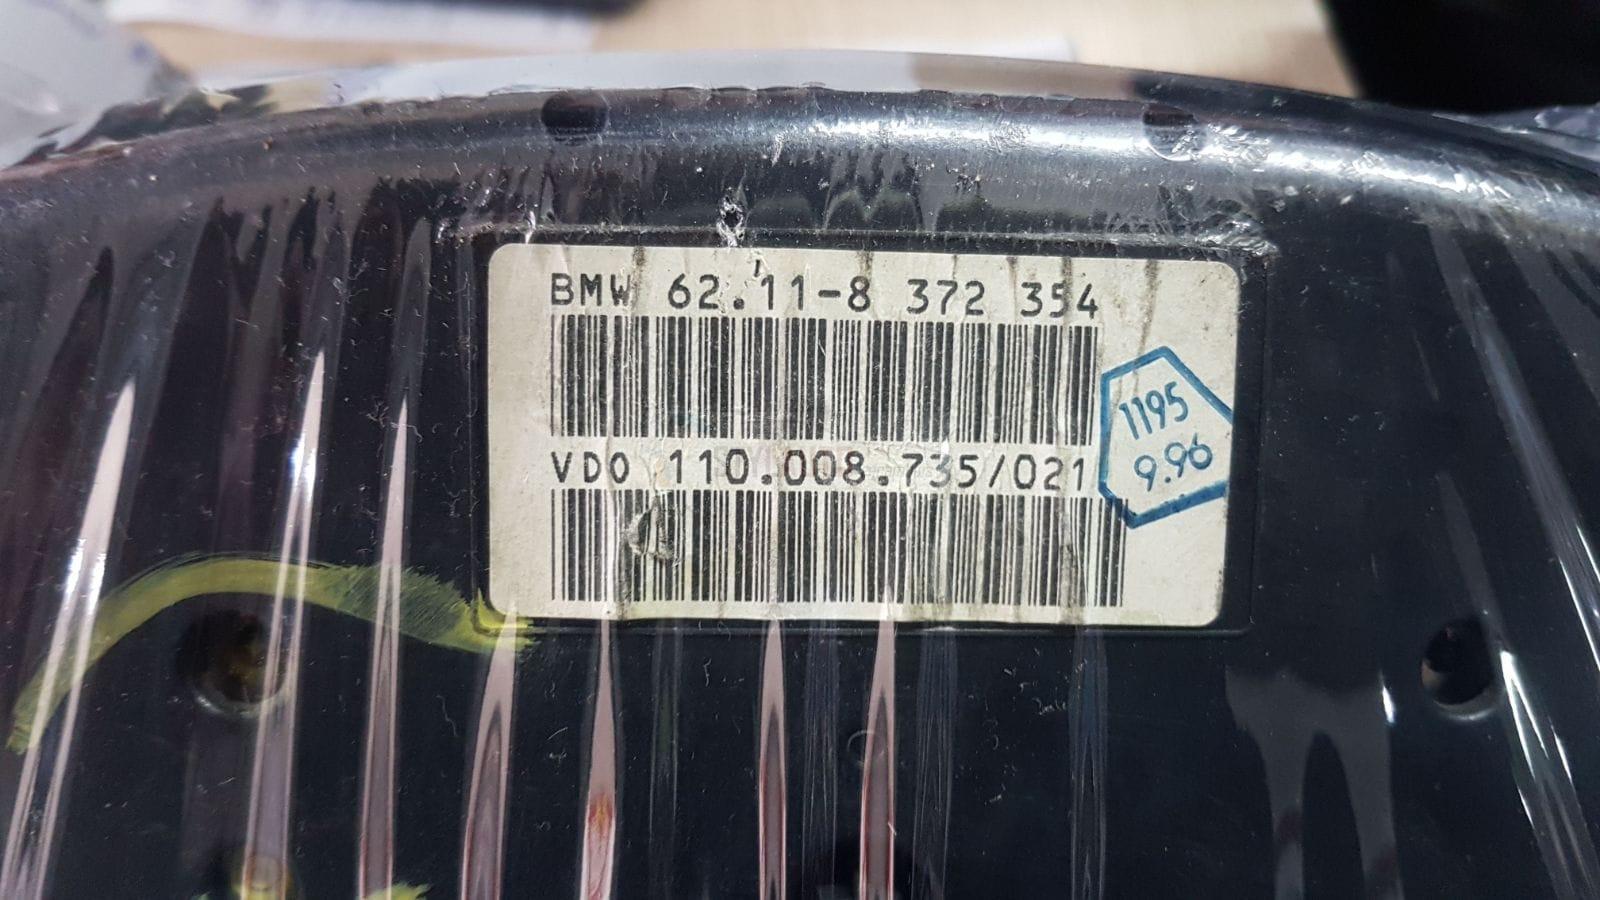 BMW 62.11-8 372 354
VDO 110.008.735/021
1195
9.96